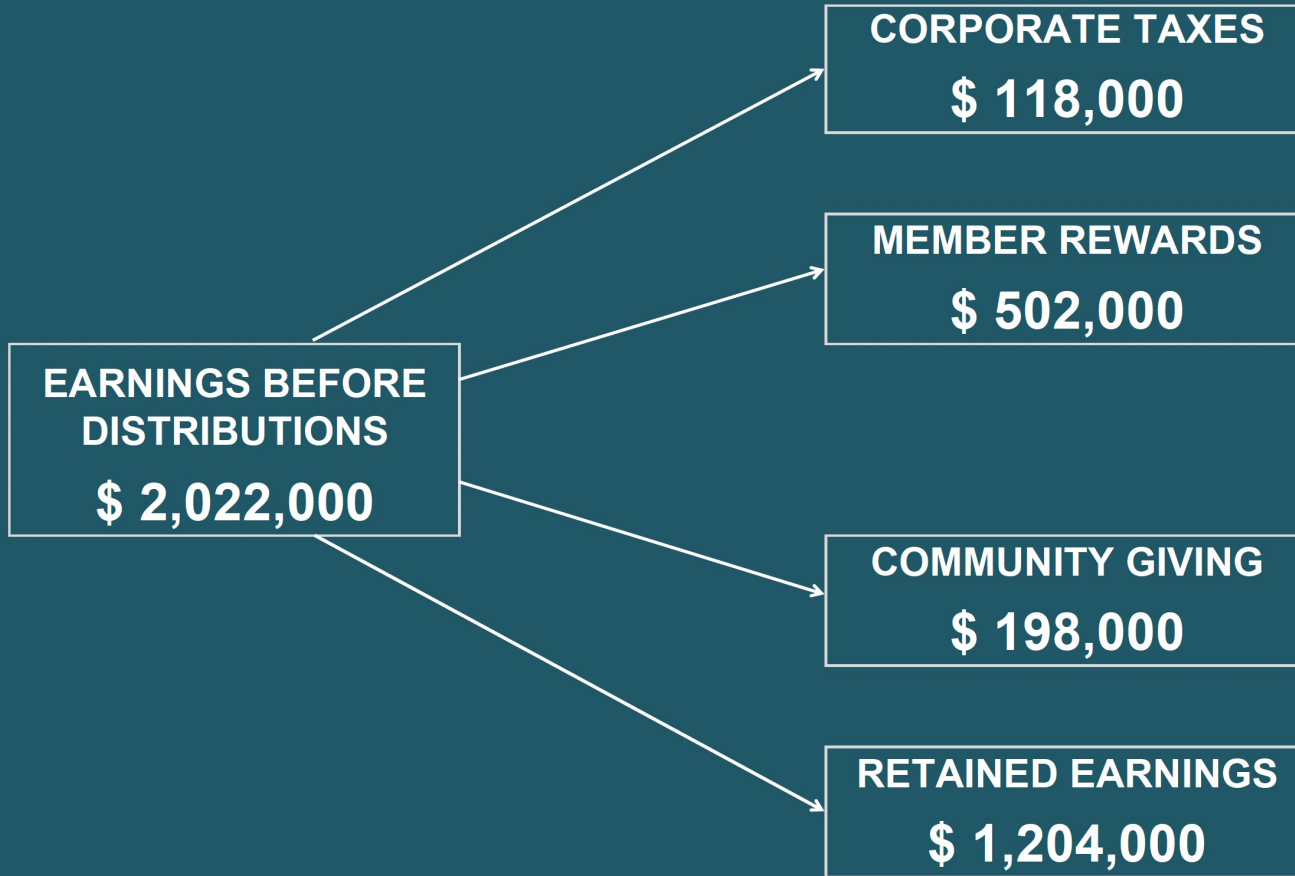 CORPORATE TAXES
$ 118,000
MEMBER REWARDS
$ 502,000
EARNINGS BEFORE
DISTRIBUTIONS
$ 2,022,000
COMMUNITY GIVING
$ 198,000
RETAINED EARNINGS
$ 1,204,000